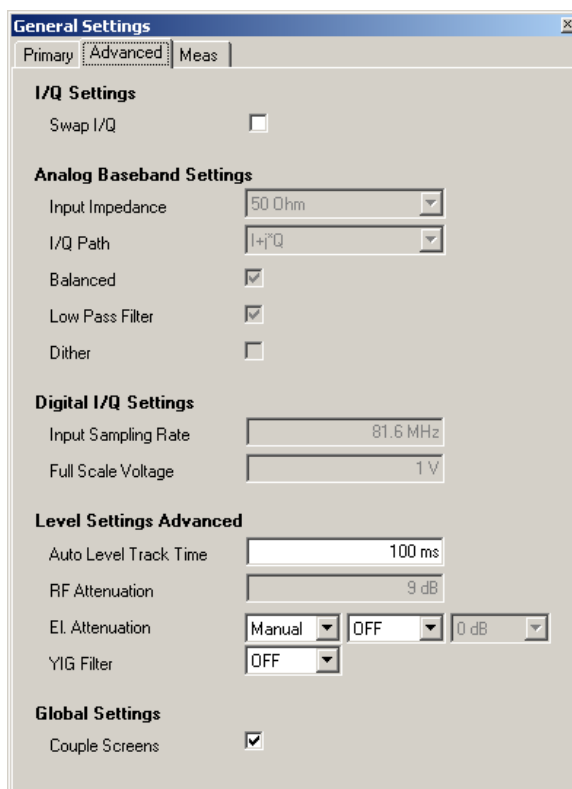 General Settings
Primary Advanced Meas
I/Q Settings
Swap I/Q
Analog Baseband Settings
Input Impedance 50 Ohm
I/Q Path I+j*Q
Balanced
Low Pass Filter
Dither
Digital I/Q Settings
Input Sampling Rate 81.6 MHz
Full Scale Voltage 1 V
Level Settings Advanced
Auto Level Track Time 100 ms
RF Attenuation 9 dB
El. Attenuation Manual OFF 0 dB
YIG Filter OFF
Global Settings
Couple Screens